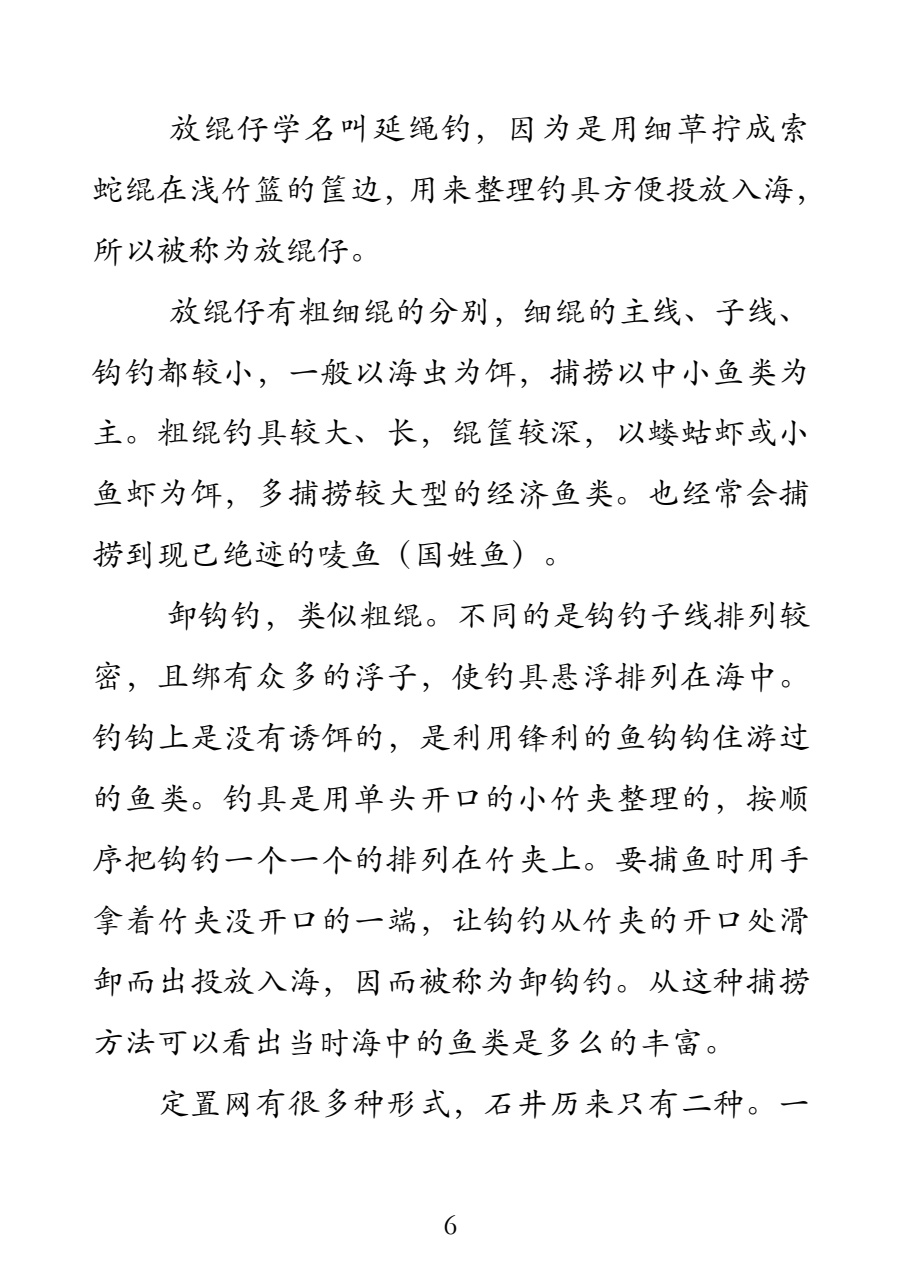 放绲仔学名叫延绳钓，因为是用细草拧成索
蛇绲在浅竹篮的筐边，用来整理钓具方便投放入海，
所以被称为放绲仔。
放绲仔有粗细绲的分别，细绲的主线、子线、
钩钓都较小，一般以海虫为饵，捕捞以中小鱼类为
主。粗绲钓具较大、长，绲筐较深，以蝼蛄虾或小
鱼虾为饵，多捕捞较大型的经济鱼类。也经常会捕
捞到现已绝迹的唛鱼（国姓鱼）。
卸钩钓，类似粗绲。不同的是钩钓子线排列较
密，且绑有众多的浮子，使钓具悬浮排列在海中。
钓钩上是没有诱饵的，是利用锋利的鱼钩钩住游过
的鱼类。钓具是用单头开口的小竹夹整理的，按顺
序把钩钓一个一个的排列在竹夹上。要捕鱼时用手
拿着竹夹没开口的一端，让钩钓从竹夹的开口处滑
卸而出投放入海，因而被称为卸钩钓。从这种捕捞
方法可以看出当时海中的鱼类是多么的丰富。
定置网有很多种形式，石井历来只有二种。一
6